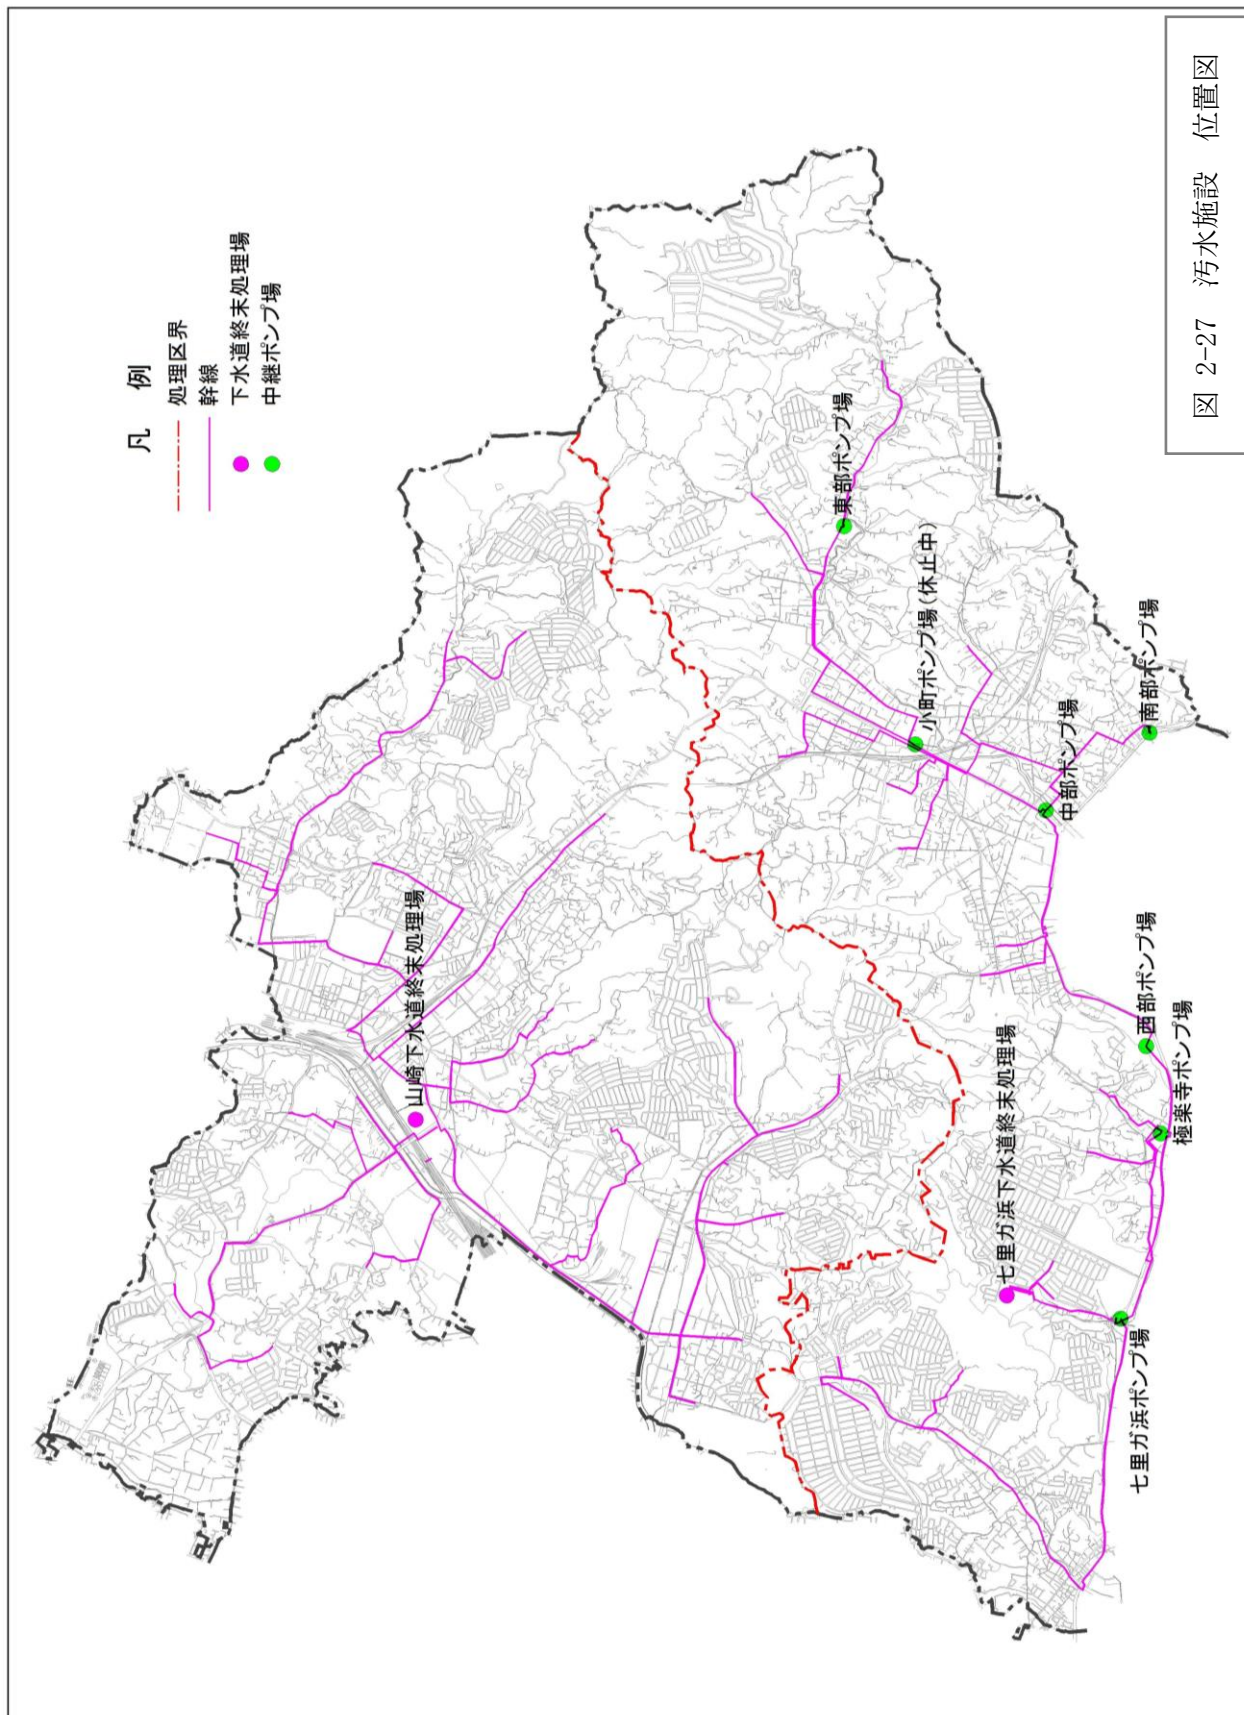 凡　例
処理区界
幹線
下水道終末処理場
中継ポンプ場
山崎下水道終末処理場
東部ポンプ場
小町ポンプ場(休止中)
南部ポンプ場
中部ポンプ場
西部ポンプ場
極楽寺ポンプ場
七里ガ浜下水道終末処理場
七里ガ浜ポンプ場
図 2-27　汚水施設　位置図